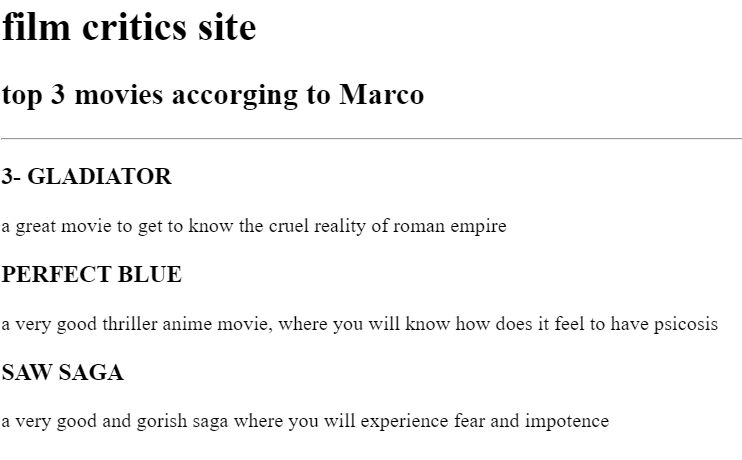 film critics site
top 3 movies accorging to Marco
3- GLADIATOR
a great movie to get to know the cruel reality of roman empire
PERFECT BLUE
a very good thriller anime movie, where you will know how does it feel to have psicosis
SAW SAGA
a very good and gorish saga where you will experience fear and impotence